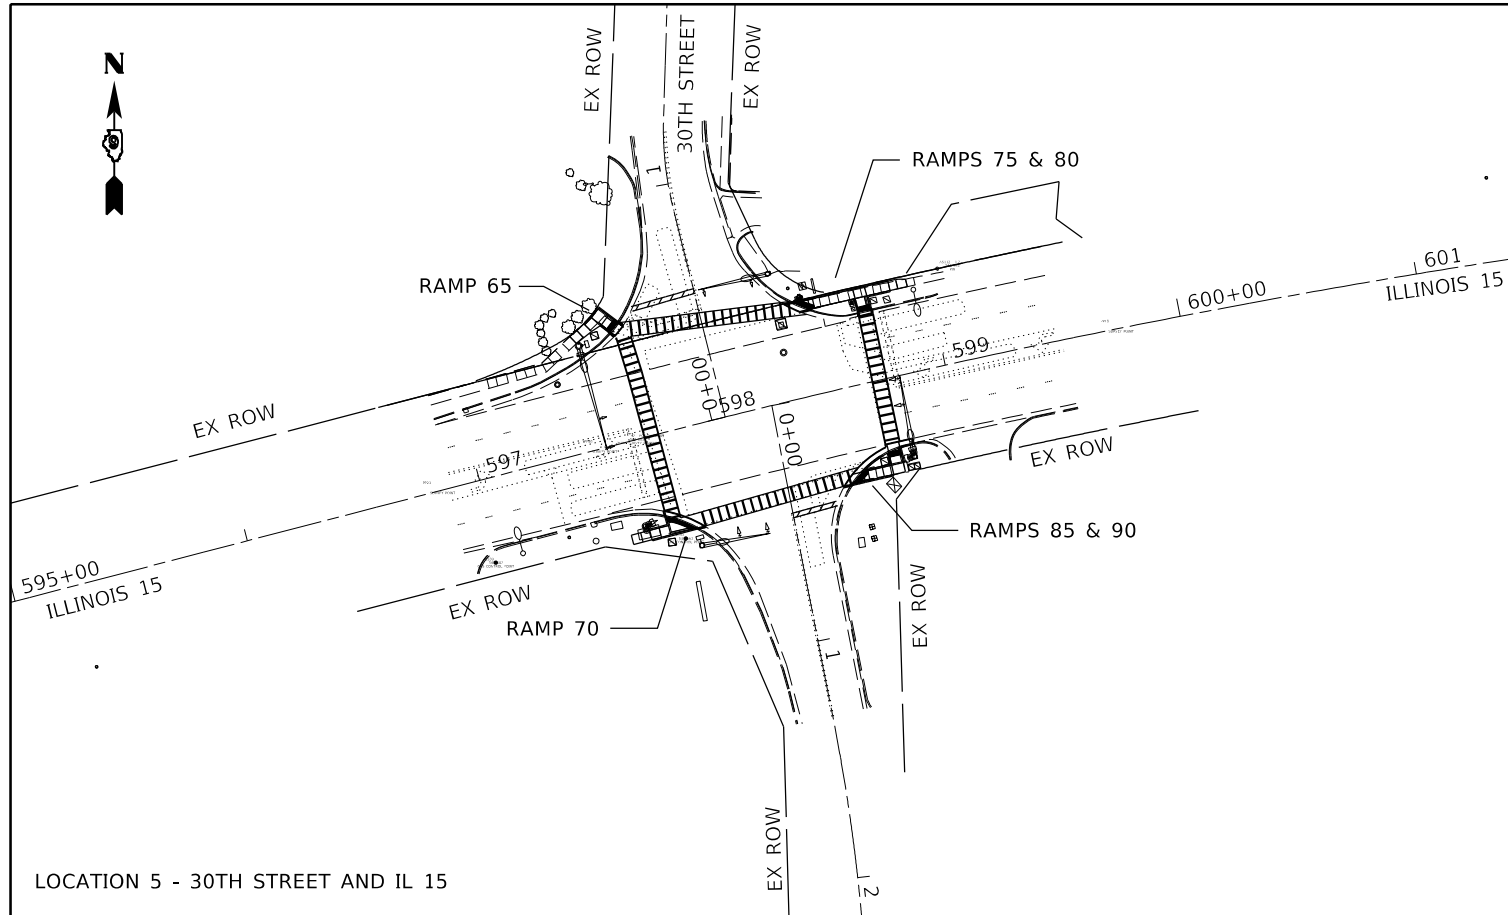 N
9
EX ROW
30TH STREET
EX ROW
1
RAMPS 75 & 80
RAMP 65
601
ILLINOIS 15
600+00
599
0+00
598
0+00
EX ROW
597
EX ROW
RAMPS 85 & 90
595+00
ILLINOIS 15
EX ROW
EX ROW
RAMP 70
1
EX ROW
2
LOCATION 5 - 30TH STREET AND IL 15